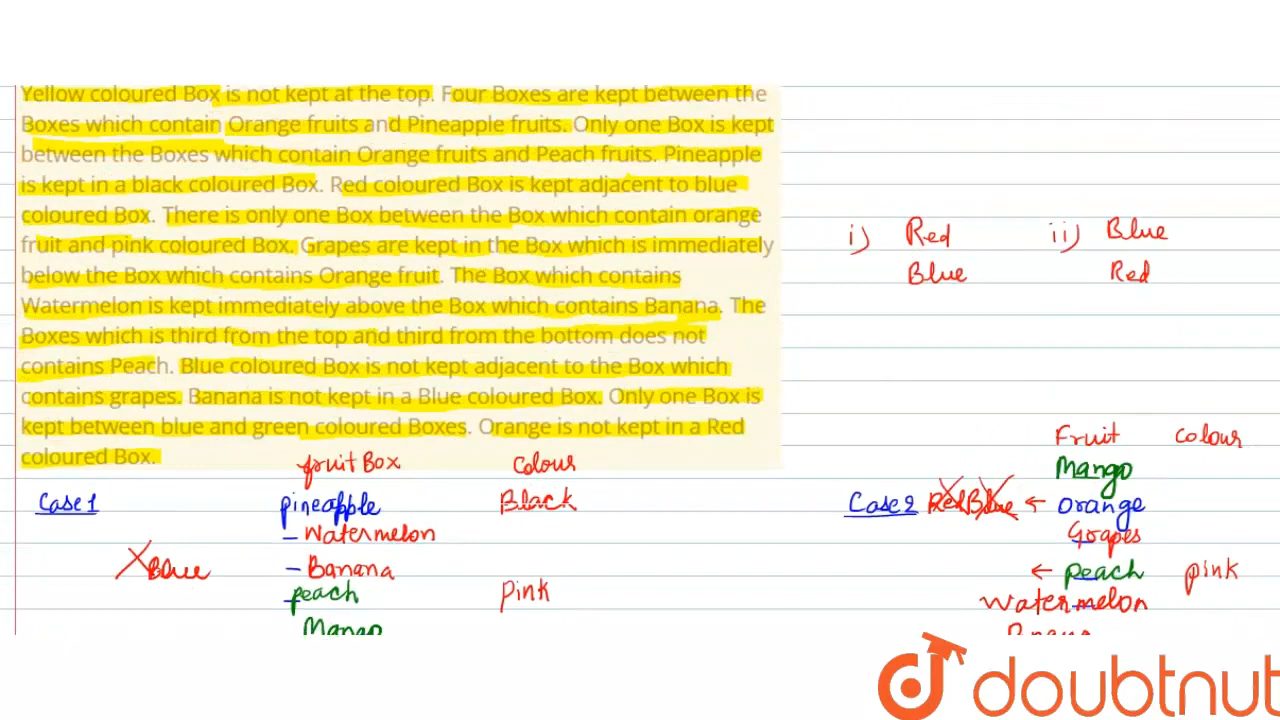 Yellow coloured Box is not kept at the top. Four Boxes are kept between the
Boxes which contain Orange fruits and Pineapple fruits. Only one Box is kept
between the Boxes which contain Orange fruits and Peach fruits. Pineapple
is kept in a black coloured Box. Red coloured Box is kept adjacent to blue
coloured Box. There is only one Box between the Box which contain orange
fruit and pink coloured Box. Grapes are kept in the Box which is immediately
below the Box which contains Orange fruit. The Box which contains
Watermelon is kept immediately above the Box which contains Banana. The
Boxes which is third from the top and third from the bottom does not
contains Peach. Blue coloured Box is not kept adjacent to the Box which
contains grapes. Banana is not kept in a Blue coloured Box. Only one Box is
kept between blue and green coloured Boxes. Orange is not kept in a Red
coloured Box.
i) Red ii) Blue
Blue Red
fruit Box Colour
Case 1 pineapple Black
Watermelon
Blue Banana
peach Pink
Mango
Fruit Colour
Mango
Case 2 Red Blue ← orange
Grapes
← peach pink
Watermelon
doubtnut